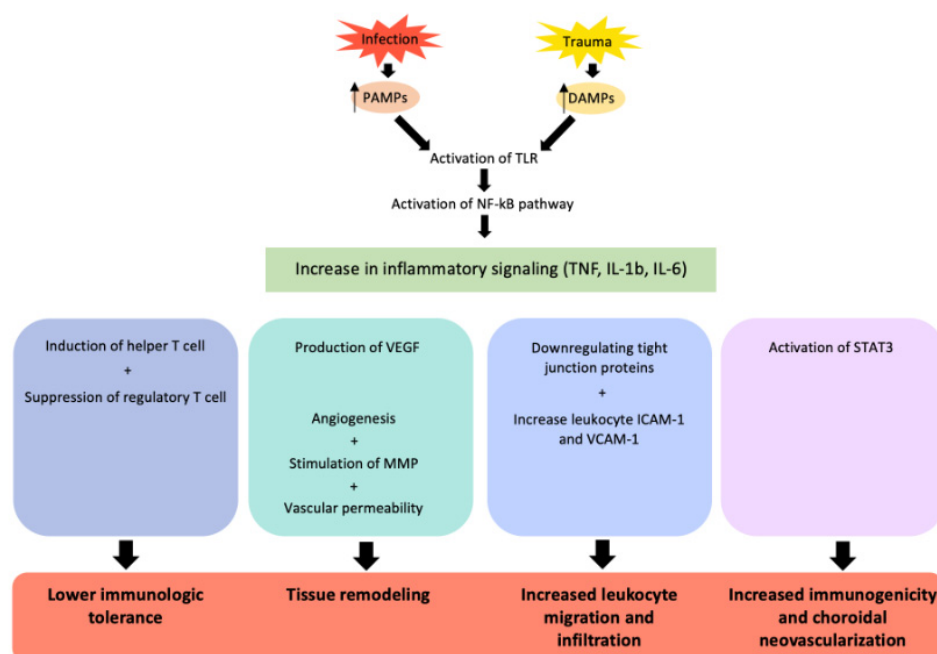 Infection
Trauma
PAMPs
DAMPs
Activation of TLR
Activation of NF-kB pathway
Increase in inflammatory signaling (TNF, IL-1b, IL-6)
Induction of helper T cell
+
Suppression of regulatory T cell
Production of VEGF
Angiogenesis
+
Stimulation of MMP
+
Vascular permeability
Downregulating tight
junction proteins
+
Increase leukocyte ICAM-1
and VCAM-1
Activation of STAT3
Lower immunologic
tolerance
Tissue remodeling
Increased leukocyte
migration and
infiltration
Increased immunogenicity
and choroidal
neovascularization